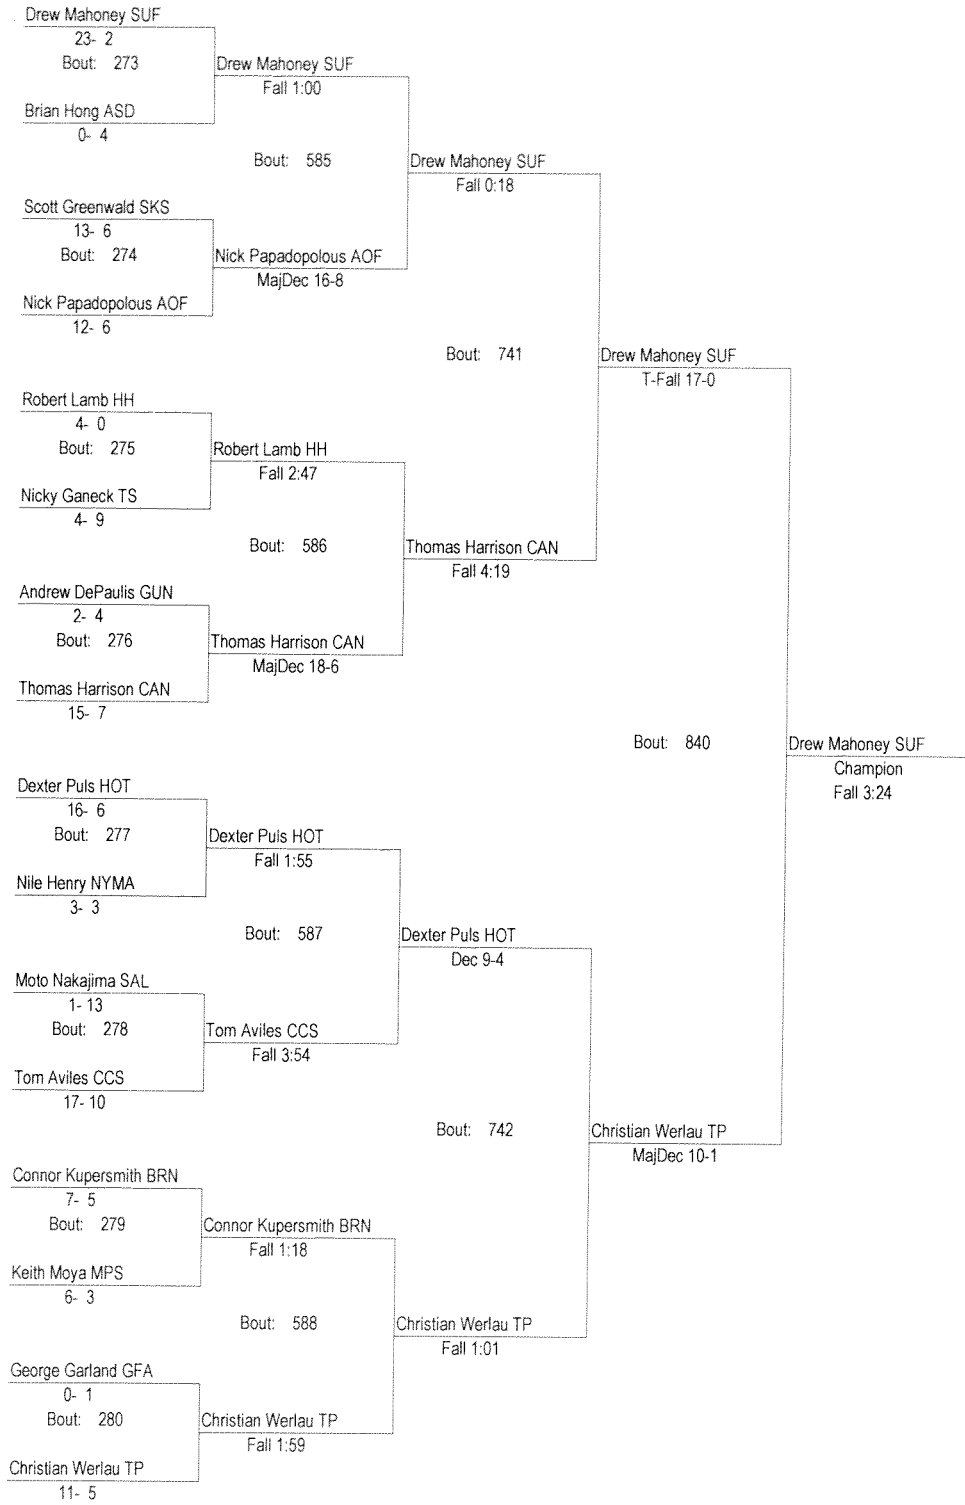 Drew Mahoney SUF
23- 2
Bout: 273
Drew Mahoney SUF
Fall 1:00
Brian Hong ASD
0- 4
Bout: 585
Drew Mahoney SUF
Fall 0:18
Scott Greenwald SKS
13- 6
Bout: 274
Nick Papadopolous AOF
MajDec 16-8
Nick Papadopolous AOF
12- 6
Bout: 741
Drew Mahoney SUF
T-Fall 17-0
Robert Lamb HH
4- 0
Bout: 275
Robert Lamb HH
Fall 2:47
Nicky Ganeck TS
4- 9
Bout: 586
Thomas Harrison CAN
Fall 4:19
Andrew DePaulis GUN
2- 4
Bout: 276
Thomas Harrison CAN
MajDec 18-6
Thomas Harrison CAN
15- 7
Bout: 840
Drew Mahoney SUF
Champion
Fall 3:24
Dexter Puls HOT
16- 6
Bout: 277
Dexter Puls HOT
Fall 1:55
Nile Henry NYMA
3- 3
Bout: 587
Dexter Puls HOT
Dec 9-4
Moto Nakajima SAL
1- 13
Bout: 278
Tom Aviles CCS
Fall 3:54
Tom Aviles CCS
17- 10
Bout: 742
Christian Werlau TP
MajDec 10-1
Connor Kupersmith BRN
7- 5
Bout: 279
Connor Kupersmith BRN
Fall 1:18
Keith Moya MPS
6- 3
Bout: 588
Christian Werlau TP
Fall 1:01
George Garland GFA
0- 1
Bout: 280
Christian Werlau TP
Fall 1:59
Christian Werlau TP
11- 5